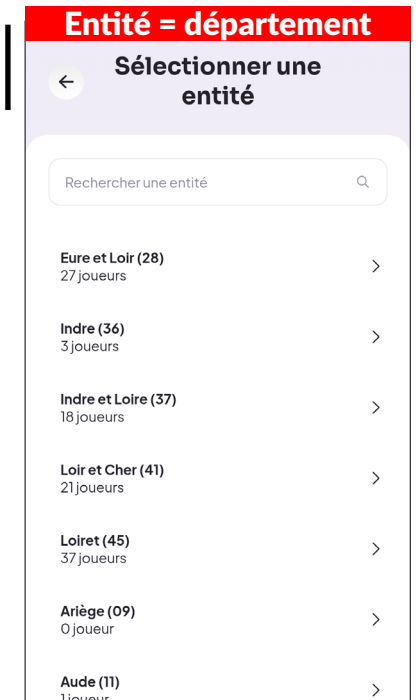 Entité = département
Sélectionner une
entité
Rechercher une entité
Eure et Loir (28)
27 joueurs
Indre (36)
3 joueurs
Indre et Loire (37)
18 joueurs
Loir et Cher (41)
21 joueurs
Loiret (45)
37 joueurs
Ariège (09)
0 joueur
Aude (11)
1 joueur